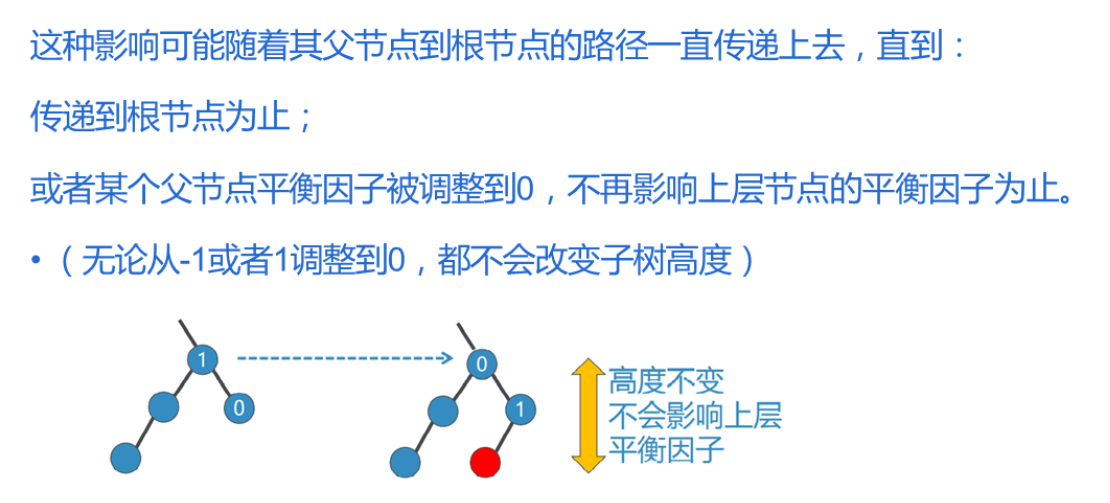 这种影响可能随着其父节点到根节点的路径一直传递上去，直到：
传递到根节点为止；
或者某个父节点平衡因子被调整到0，不再影响上层节点的平衡因子为止。
•（无论从-1或者1调整到0，都不会改变子树高度）
1
0
0
1
高度不变
不会影响上层
平衡因子